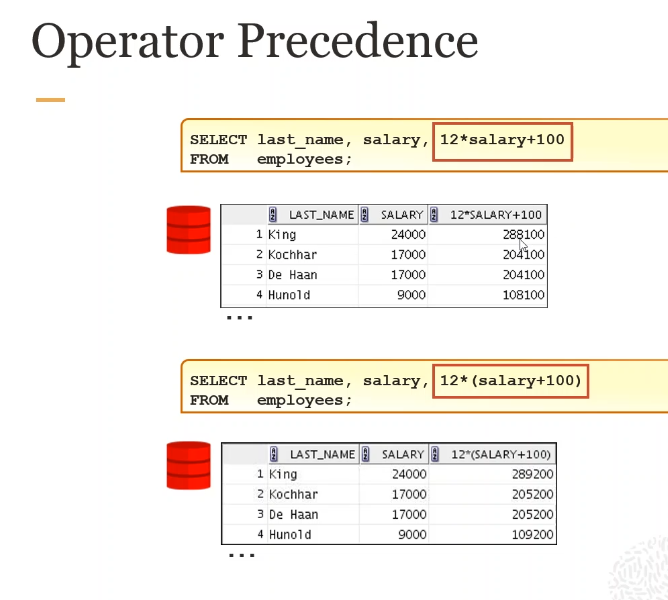 Operator Precedence
SELECT last_name, salary, 12*salary+100
FROM employees;
LAST_NAME SALARY 12*SALARY+100
1 King 24000 288100
2 Kochhar 17000 204100
3 De Haan 17000 204100
4 Hunold 9000 108100
...
SELECT last_name, salary, 12*(salary+100)
FROM employees;
LAST_NAME SALARY 12*(SALARY+100)
1 King 24000 289200
2 Kochhar 17000 205200
3 De Haan 17000 205200
4 Hunold 9000 109200
...